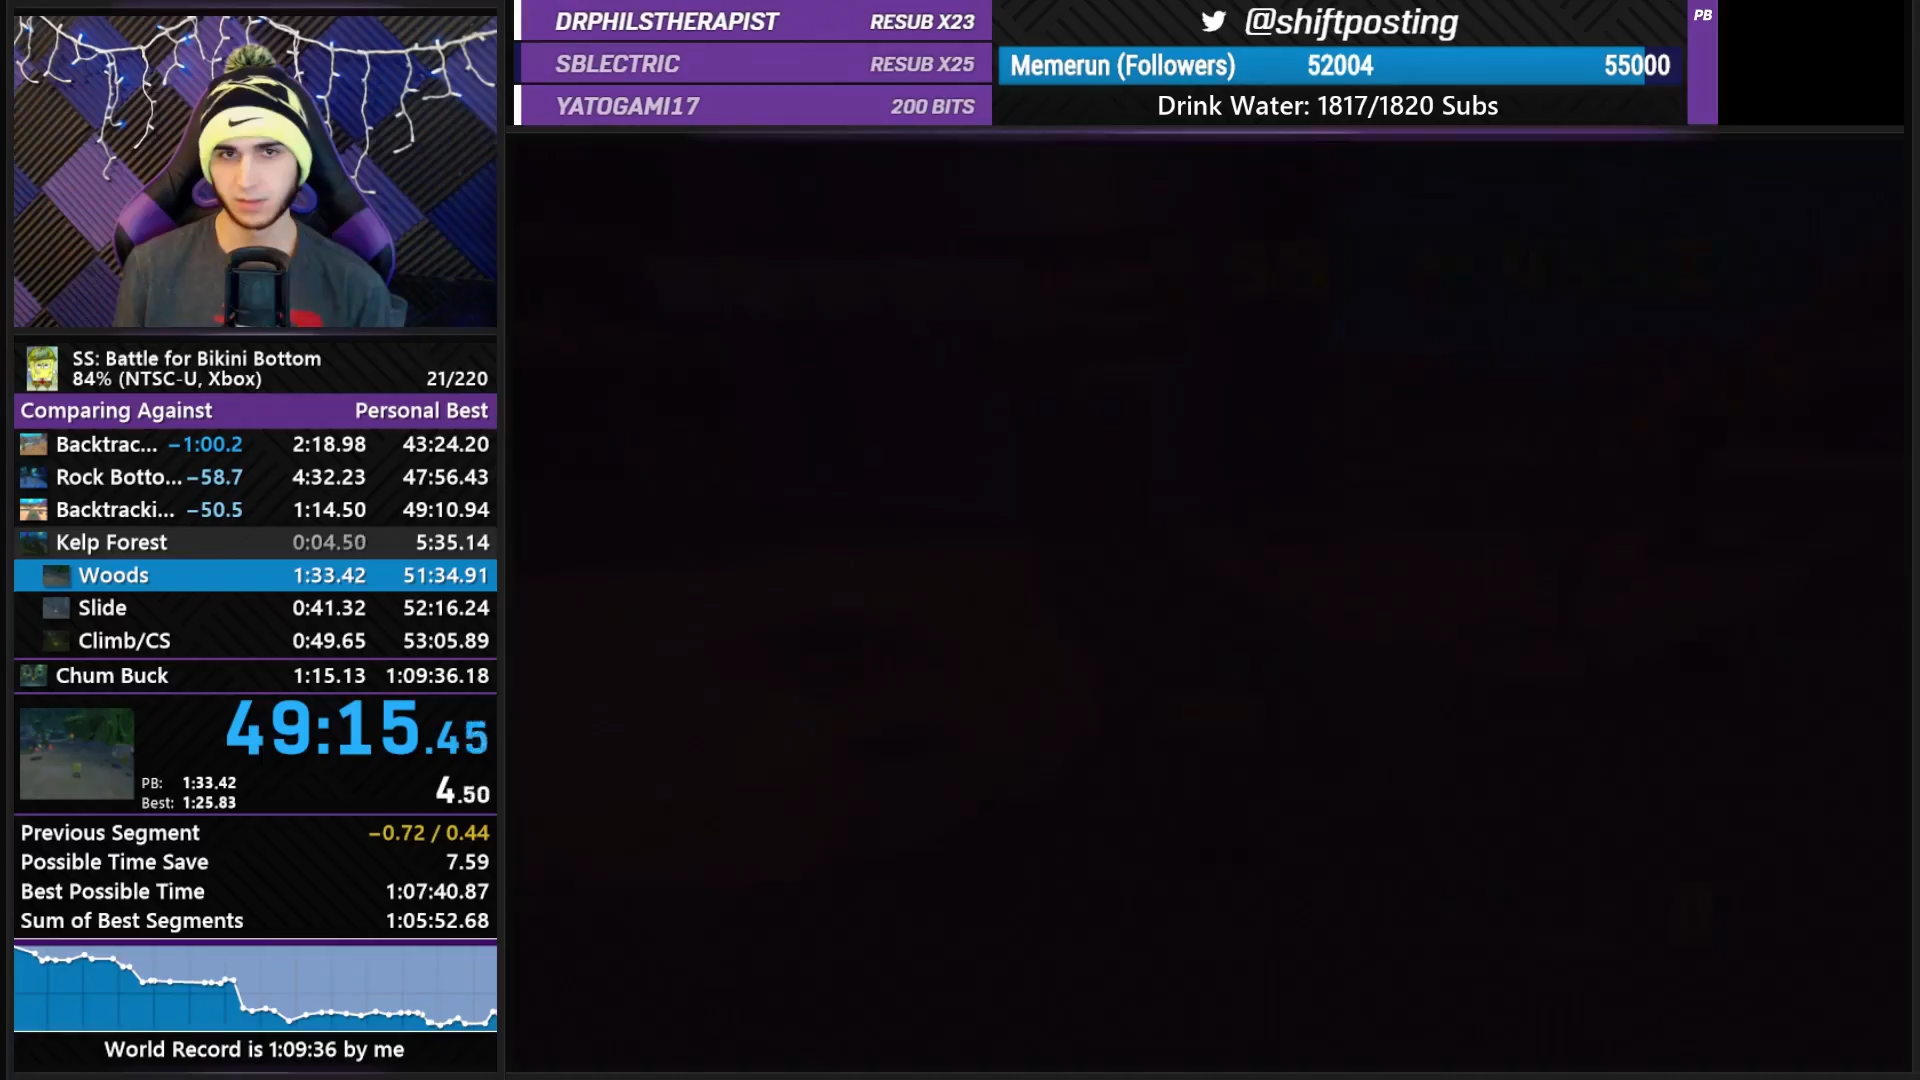 DRPHILSTHERAPIST RESUB X23
SBLECTRIC RESUB X25
YATOGAMI17 200 BITS
@shiftposting
Memerun (Followers) 52004 55000
Drink Water: 1817/1820 Subs
PB
SS: Battle for Bikini Bottom
84% (NTSC-U, Xbox) 21/220
Comparing Against Personal Best
Backtrac... −1:00.2 2:18.98 43:24.20
Rock Botto... −58.7 4:32.23 47:56.43
Backtracki... −50.5 1:14.50 49:10.94
Kelp Forest 0:04.50 5:35.14
Woods 1:33.42 51:34.91
Slide 0:41.32 52:16.24
Climb/CS 0:49.65 53:05.89
Chum Buck 1:15.13 1:09:36.18
49:15.45
PB: 1:33.42
Best: 1:25.83
4.50
Previous Segment −0.72 / 0.44
Possible Time Save 7.59
Best Possible Time 1:07:40.87
Sum of Best Segments 1:05:52.68
World Record is 1:09:36 by me